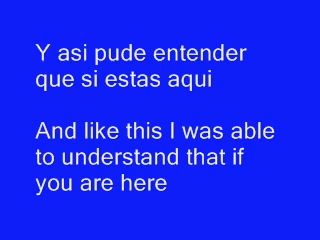 Y asi pude entender
que si estas aqui
And like this I was able
to understand that if
you are here